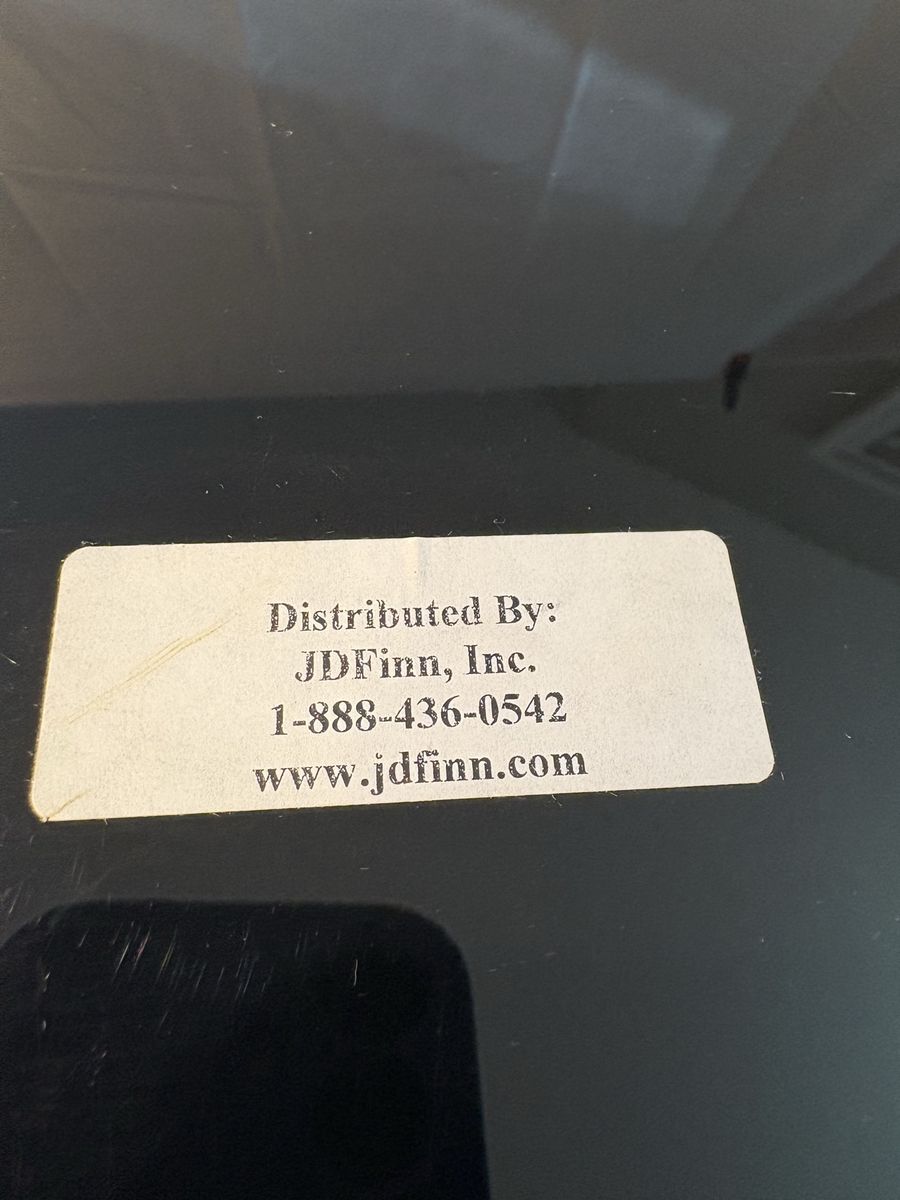 Distributed By:
JDFinn, Inc.
1-888-436-0542
www.jdfinn.com